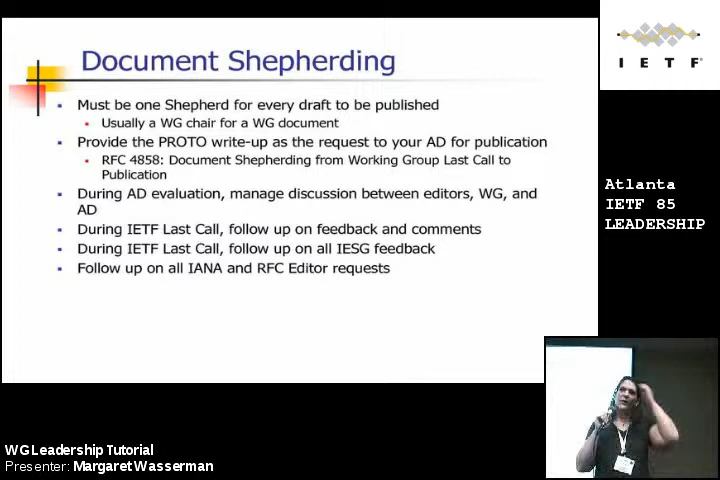 Document Shepherding
Must be one Shepherd for every draft to be published
Usually a WG chair for a WG document
Provide the PROTO write-up as the request to your AD for publication
RFC 4858: Document Shepherding from Working Group Last Call to
Publication
During AD evaluation, manage discussion between editors, WG, and
AD
During IETF Last Call, follow up on feedback and comments
During IETF Last Call, follow up on all IESG feedback
Follow up on all IANA and RFC Editor requests
I E T F®
Atlanta
IETF 85
LEADERSHIP
WG Leadership Tutorial
Presenter: Margaret Wasserman